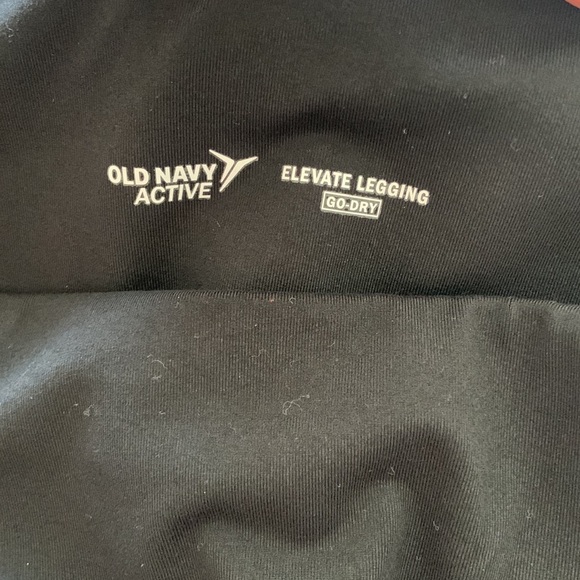 OLD NAVY
ACTIVE
ELEVATE LEGGING
GO-DRY